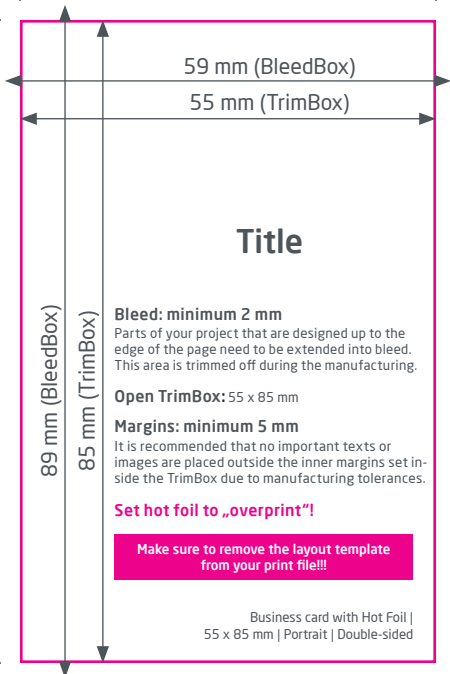 59 mm (BleedBox)
55 mm (TrimBox)
89 mm (BleedBox)
85 mm (TrimBox)
Title
Bleed: minimum 2 mm
Parts of your project that are designed up to the
edge of the page need to be extended into bleed.
This area is trimmed off during the manufacturing.
Open TrimBox: 55 x 85 mm
Margins: minimum 5 mm
It is recommended that no important texts or
images are placed outside the inner margins set in-
side the TrimBox due to manufacturing tolerances.
Set hot foil to „overprint“!
Make sure to remove the layout template
from your print file!!!
Business card with Hot Foil |
55 x 85 mm | Portrait | Double-sided